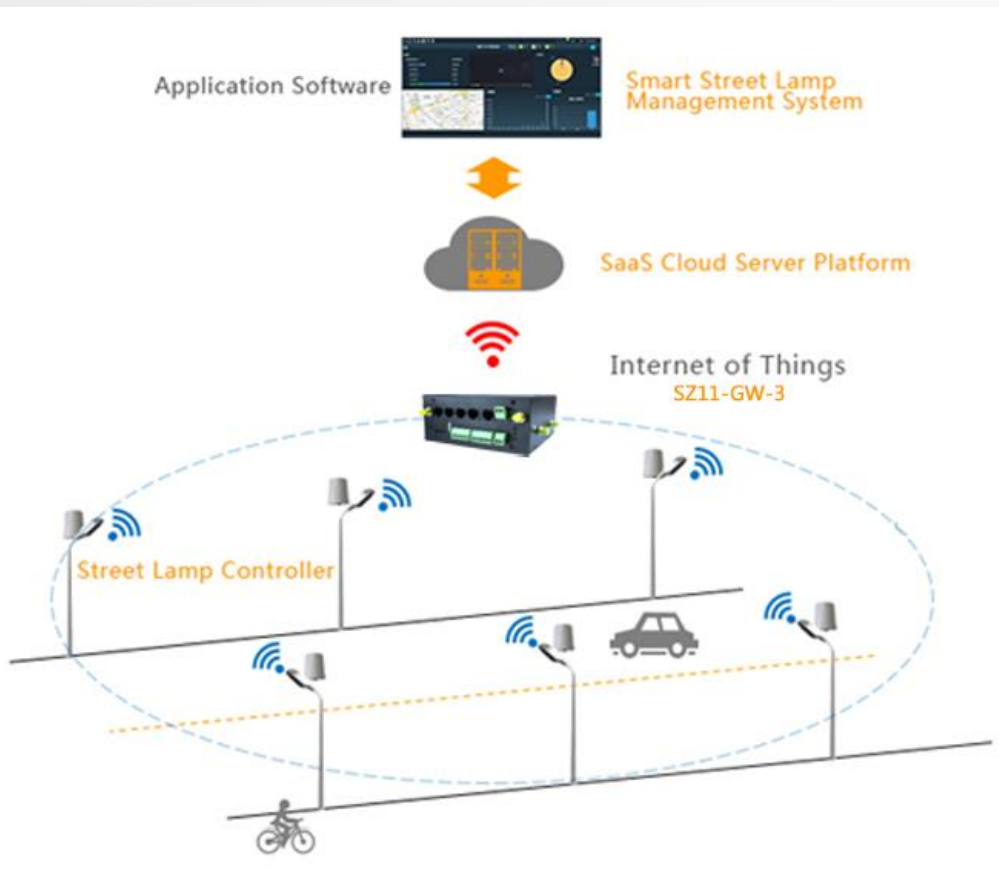 Application Software
Smart Street Lamp
Management System
SaaS Cloud Server Platform
Internet of Things
SZ11-GW-3
Street Lamp Controller